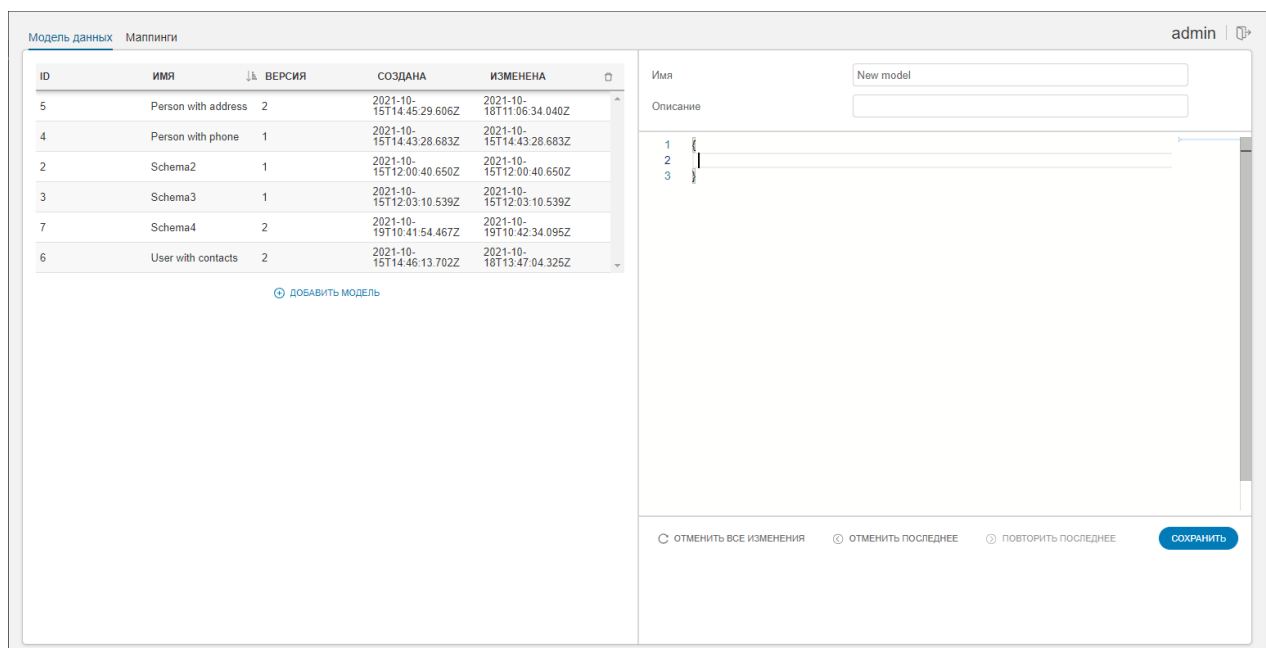 admin
Модель данных Маппинги
ID ИМЯ ВЕРСИЯ СОЗДАНА ИЗМЕНЕНА
5 Person with address 2 2021-10-15T14:45:29.606Z 2021-10-18T11:06:34.040Z
4 Person with phone 1 2021-10-15T14:43:28.683Z 2021-10-15T14:43:28.683Z
2 Schema2 1 2021-10-15T12:00:40.650Z 2021-10-15T12:00:40.650Z
3 Schema3 1 2021-10-15T12:03:10.539Z 2021-10-15T12:03:10.539Z
7 Schema4 2 2021-10-19T10:41:54.467Z 2021-10-19T10:42:34.095Z
6 User with contacts 2 2021-10-15T14:46:13.702Z 2021-10-18T13:47:04.325Z
ДОБАВИТЬ МОДЕЛЬ
Имя New model
Описание
1 {
2
3 }
ОТМЕНИТЬ ВСЕ ИЗМЕНЕНИЯ ОТМЕНИТЬ ПОСЛЕДНЕЕ ПОВТОРИТЬ ПОСЛЕДНЕЕ СОХРАНИТЬ